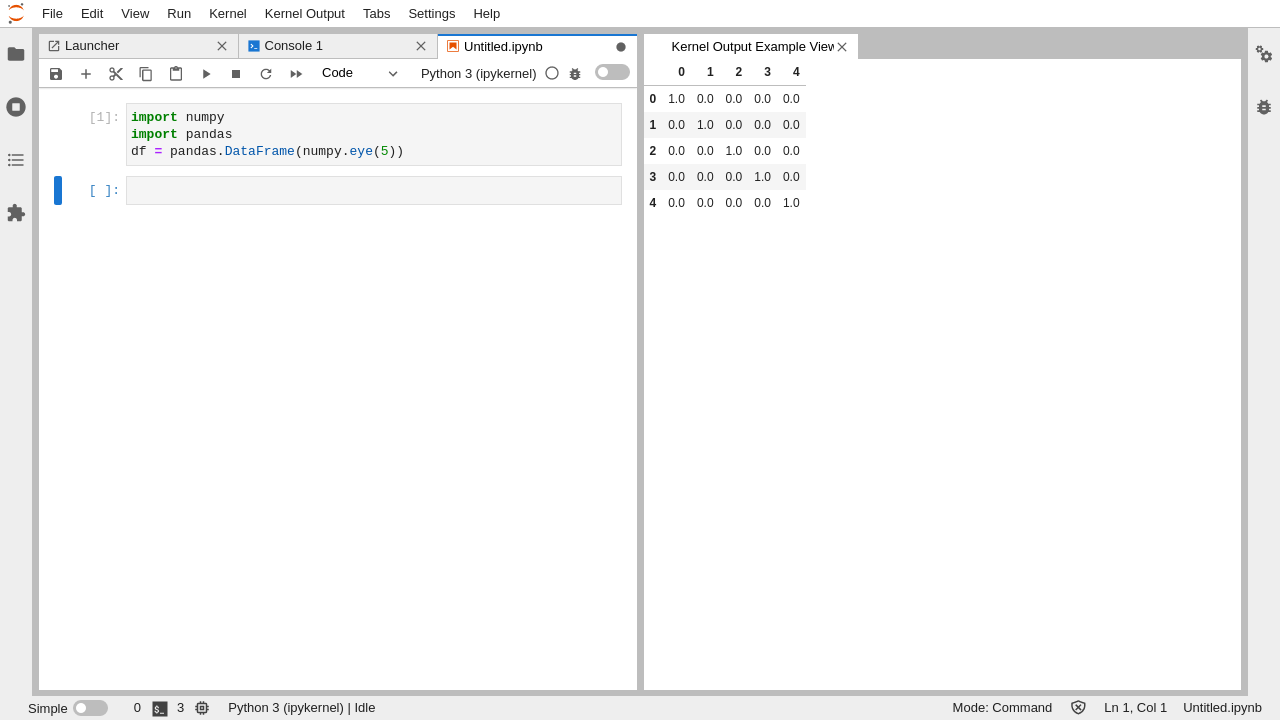 File Edit View Run Kernel Kernel Output Tabs Settings Help
Launcher Console 1 Untitled.ipynb Kernel Output Example View
Code Python 3 (ipykernel)
[1]: import numpy
import pandas
df = pandas.DataFrame(numpy.eye(5))
[ ]:
0 1 2 3 4
0 1.0 0.0 0.0 0.0 0.0
1 0.0 1.0 0.0 0.0 0.0
2 0.0 0.0 1.0 0.0 0.0
3 0.0 0.0 0.0 1.0 0.0
4 0.0 0.0 0.0 0.0 1.0
Simple 0 3 Python 3 (ipykernel) | Idle Mode: Command Ln 1, Col 1 Untitled.ipynb